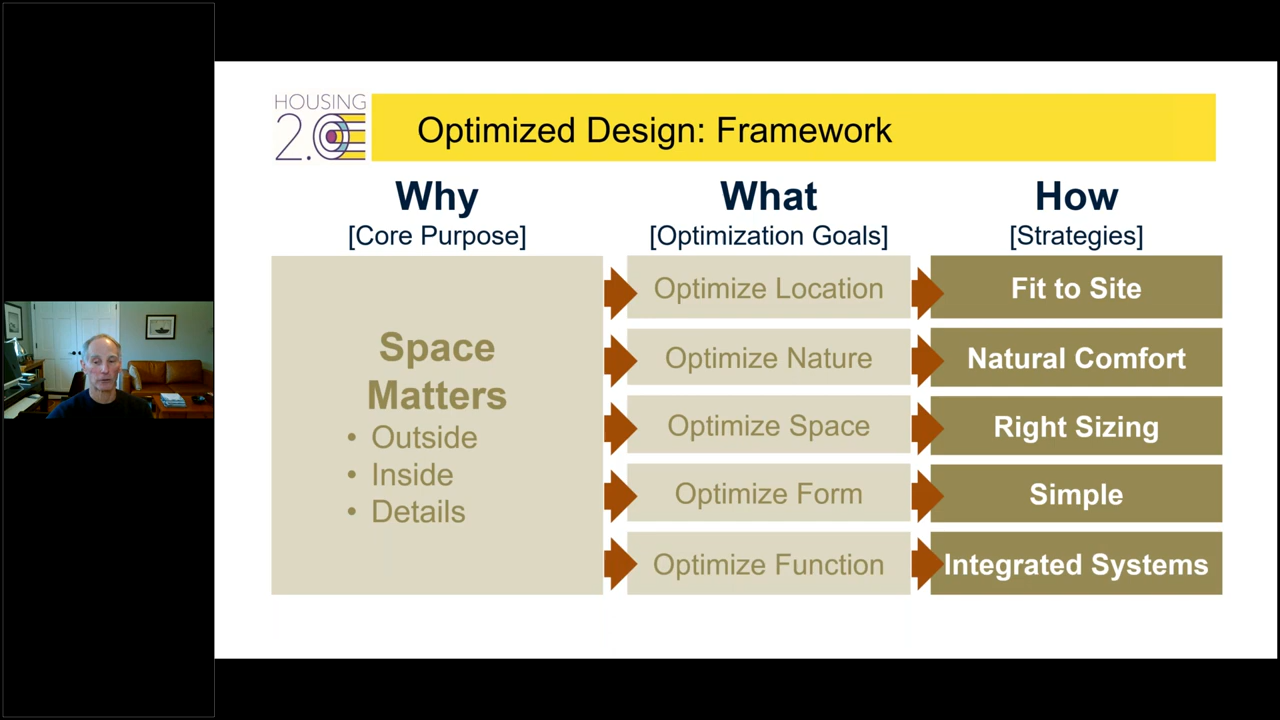 HOUSING
2.0
Optimized Design: Framework
Why
[Core Purpose]
What
[Optimization Goals]
How
[Strategies]
Space
Matters
• Outside
• Inside
• Details
Optimize Location
Fit to Site
Optimize Nature
Natural Comfort
Optimize Space
Right Sizing
Optimize Form
Simple
Optimize Function
Integrated Systems